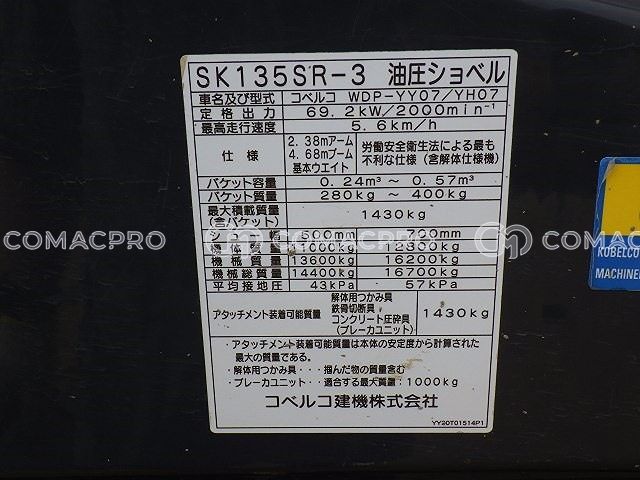 SK135SR-3 油圧ショベル
車名及び型式 コベルコ WDP-YY07/YH07
定格出力 69.2kW/2000min⁻¹
最高走行速度 5.6km/h
仕様 2.38mアーム 4.68mブーム 基本ウエイト 労働安全衛生法による最も不利な仕様(含解体仕様機)
バケット容量 0.24m³ ～ 0.57m³
バケット質量 280kg ～ 400kg
最大積載質量(含バケット) 1430kg
シュー幅 500mm 700mm
機体質量 11000kg 12800kg
機械質量 13600kg 16200kg
機械総質量 14400kg 16700kg
平均接地圧 43kPa 57kPa
アタッチメント装着可能質量 解体用つかみ具 鉄骨切断具 コンクリート圧砕具 (ブレーカユニット) 1430kg
・アタッチメント装着可能質量は本体の安定度から計算された
最大の質量である。
・解体用つかみ具・・・掴んだ物の質量含む
・ブレーカユニット・・適合する最大質量:1000kg
コベルコ建機株式会社
YY20T01514P1
KOBELCO
MACHINE
COMACPRO COMACPRO COMACPRO